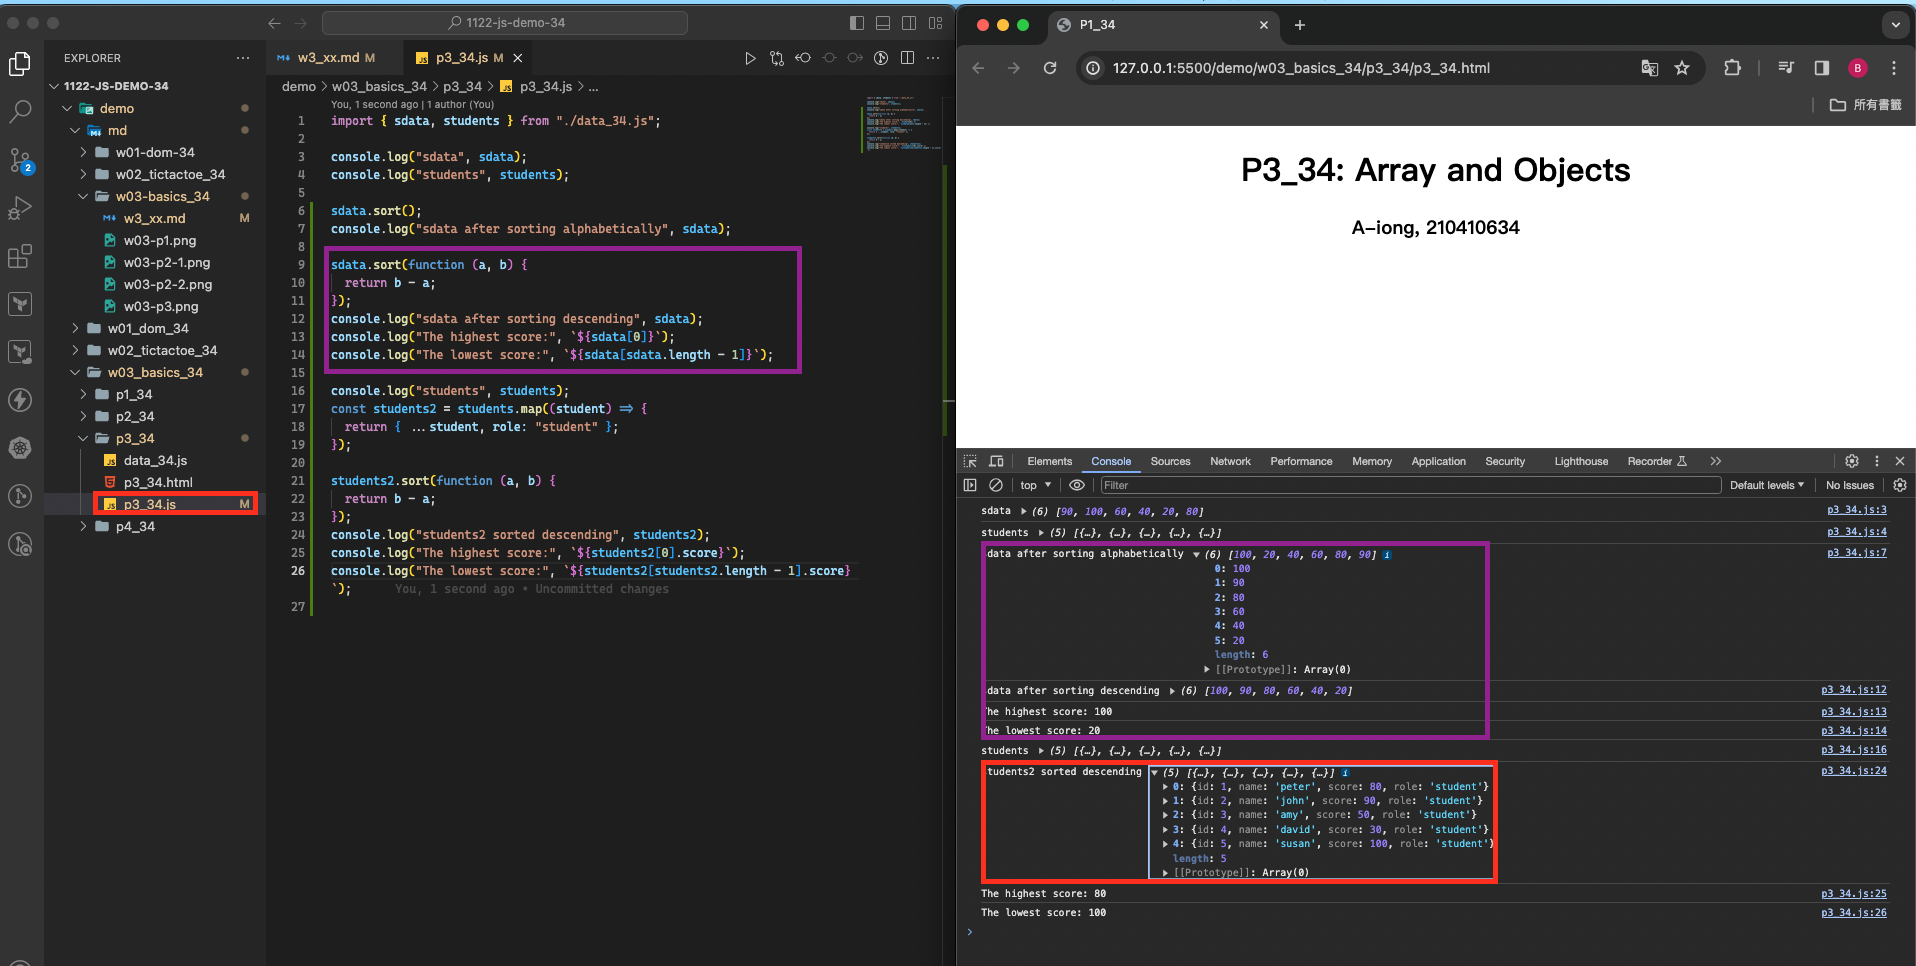 1122-js-demo-34
EXPLORER
1122-JS-DEMO-34
demo
md
w01-dom-34
w02_tictactoe_34
w03-basics_34
w3_xx.md M
w03-p1.png
w03-p2-1.png
w03-p2-2.png
w03-p3.png
w01_dom_34
w02_tictactoe_34
w03_basics_34
p1_34
p2_34
p3_34
data_34.js
p3_34.html
p3_34.js M
p4_34
2
w3_xx.md M
p3_34.js M
demo > w03_basics_34 > p3_34 > p3_34.js > ...
You, 1 second ago | 1 author (You)
1 import { sdata, students } from "./data_34.js";
2
3 console.log("sdata", sdata);
4 console.log("students", students);
5
6 sdata.sort();
7 console.log("sdata after sorting alphabetically", sdata);
8
9 sdata.sort(function (a, b) {
10 return b - a;
11 });
12 console.log("sdata after sorting descending", sdata);
13 console.log("The highest score:", `${sdata[0]}`);
14 console.log("The lowest score:", `${sdata[sdata.length - 1]}`);
15
16 console.log("students", students);
17 const students2 = students.map((student) => {
18 return { ...student, role: "student" };
19 });
20
21 students2.sort(function (a, b) {
22 return b - a;
23 });
24 console.log("students2 sorted descending", students2);
25 console.log("The highest score:", `${students2[0].score}`);
26 console.log("The lowest score:", `${students2[students2.length - 1].score}
`); You, 1 second ago • Uncommitted changes
27
P1_34
127.0.0.1:5500/demo/w03_basics_34/p3_34/p3_34.html
B
所有書籤
P3_34: Array and Objects
A-iong, 210410634
Elements Console Sources Network Performance Memory Application Security Lighthouse Recorder
top Filter Default levels No Issues
sdata (6) [90, 100, 60, 40, 20, 80] p3_34.js:3
students (5) [{…}, {…}, {…}, {…}, {…}] p3_34.js:4
data after sorting alphabetically (6) [100, 20, 40, 60, 80, 90] i p3_34.js:7
0: 100
1: 90
2: 80
3: 60
4: 40
5: 20
length: 6
[[Prototype]]: Array(0)
data after sorting descending (6) [100, 90, 80, 60, 40, 20] p3_34.js:12
he highest score: 100 p3_34.js:13
he lowest score: 20 p3_34.js:14
students (5) [{…}, {…}, {…}, {…}, {…}] p3_34.js:16
tudents2 sorted descending (5) [{…}, {…}, {…}, {…}, {…}] i p3_34.js:24
0: {id: 1, name: 'peter', score: 80, role: 'student'}
1: {id: 2, name: 'john', score: 90, role: 'student'}
2: {id: 3, name: 'amy', score: 50, role: 'student'}
3: {id: 4, name: 'david', score: 30, role: 'student'}
4: {id: 5, name: 'susan', score: 100, role: 'student'}
length: 5
[[Prototype]]: Array(0)
The highest score: 80 p3_34.js:25
The lowest score: 100 p3_34.js:26